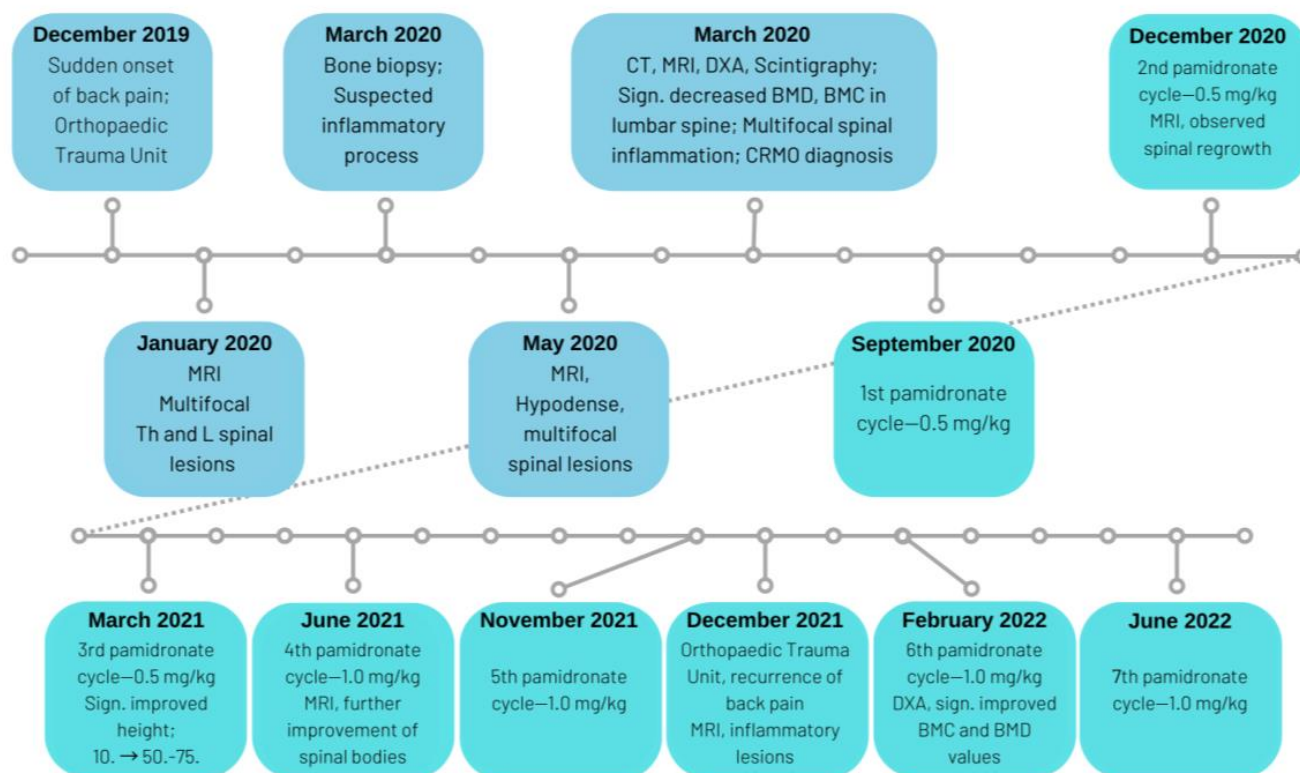 December 2019
Sudden onset
of back pain;
Orthopaedic
Trauma Unit
March 2020
Bone biopsy;
Suspected
inflammatory
process
March 2020
CT, MRI, DXA, Scintigraphy;
Sign. decreased BMD, BMC in
lumbar spine; Multifocal spinal
inflammation; CRMO diagnosis
December 2020
2nd pamidronate
cycle—0.5 mg/kg
MRI, observed
spinal regrowth
January 2020
MRI
Multifocal
Th and L spinal
lesions
May 2020
MRI,
Hypodense,
multifocal
spinal lesions
September 2020
1st pamidronate
cycle—0.5 mg/kg
March 2021
3rd pamidronate
cycle—0.5 mg/kg
Sign. improved
height;
10. → 50.-75.
June 2021
4th pamidronate
cycle—1.0 mg/kg
MRI, further
improvement of
spinal bodies
November 2021
5th pamidronate
cycle—1.0 mg/kg
December 2021
Orthopaedic Trauma
Unit, recurrence of
back pain
MRI, inflammatory
lesions
February 2022
6th pamidronate
cycle—1.0 mg/kg
DXA, sign. improved
BMC and BMD
values
June 2022
7th pamidronate
cycle—1.0 mg/kg